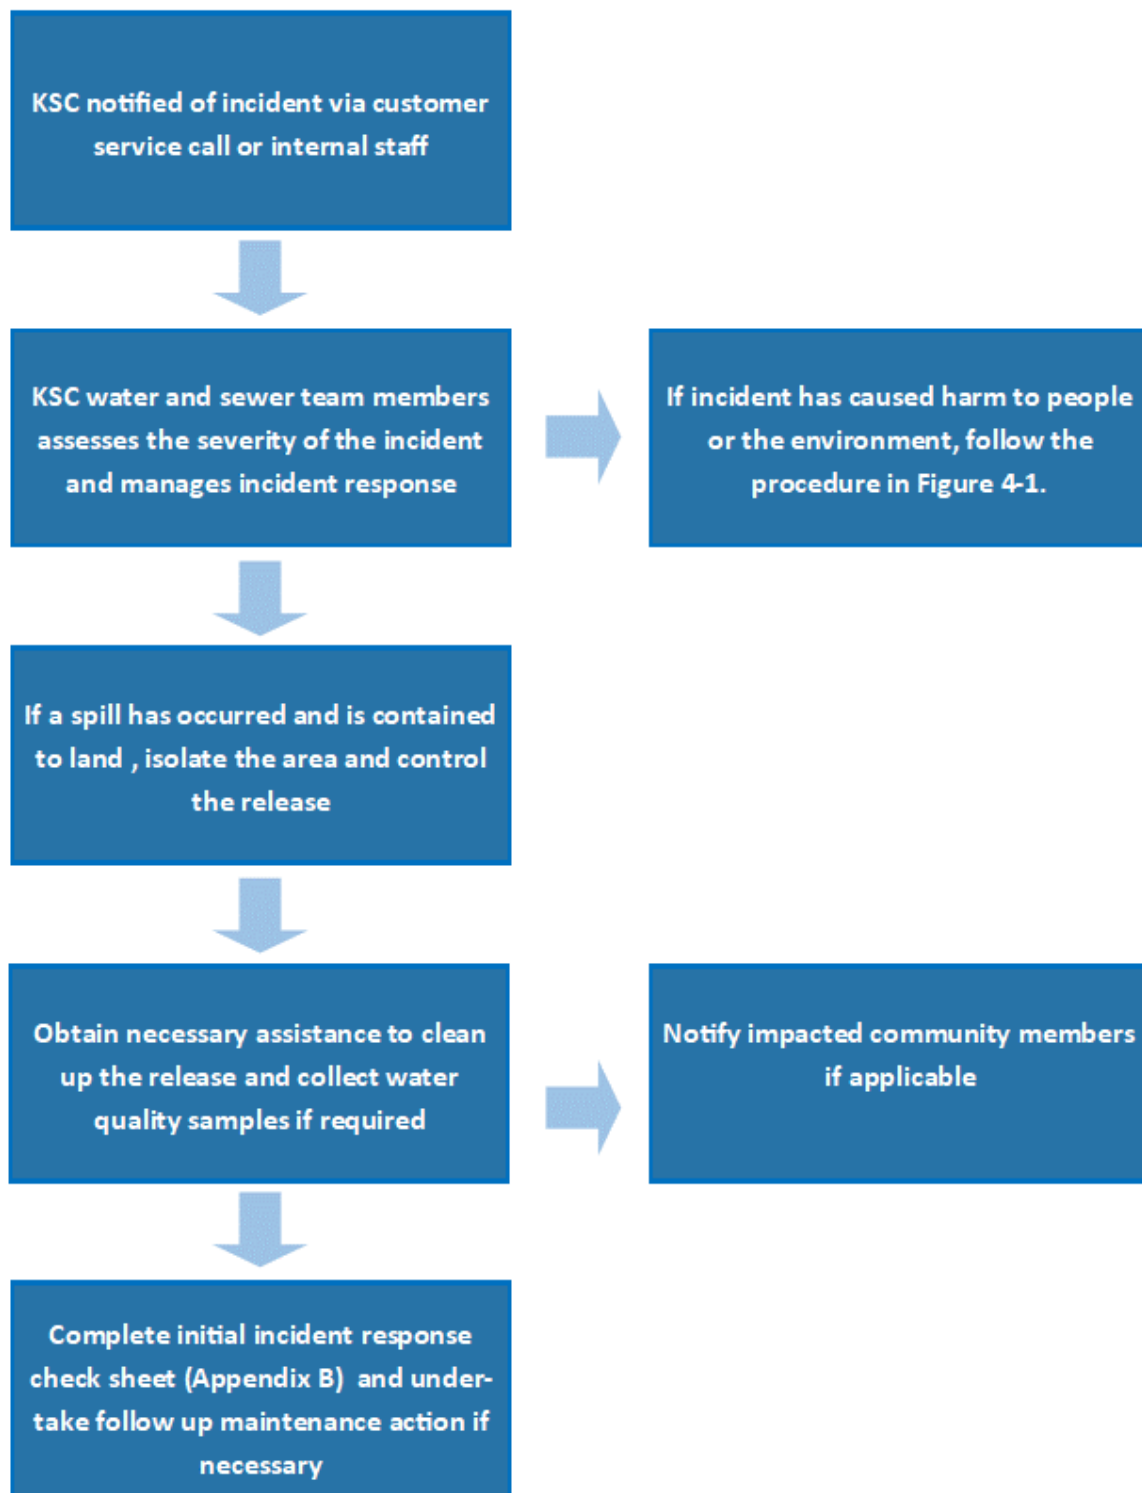 KSC notified of incident via customer
service call or internal staff
KSC water and sewer team members
assesses the severity of the incident
and manages incident response
If incident has caused harm to people
or the environment, follow the
procedure in Figure 4-1.
If a spill has occurred and is contained
to land , isolate the area and control
the release
Obtain necessary assistance to clean
up the release and collect water
quality samples if required
Notify impacted community members
if applicable
Complete initial incident response
check sheet (Appendix B)  and under-
take follow up maintenance action if
necessary